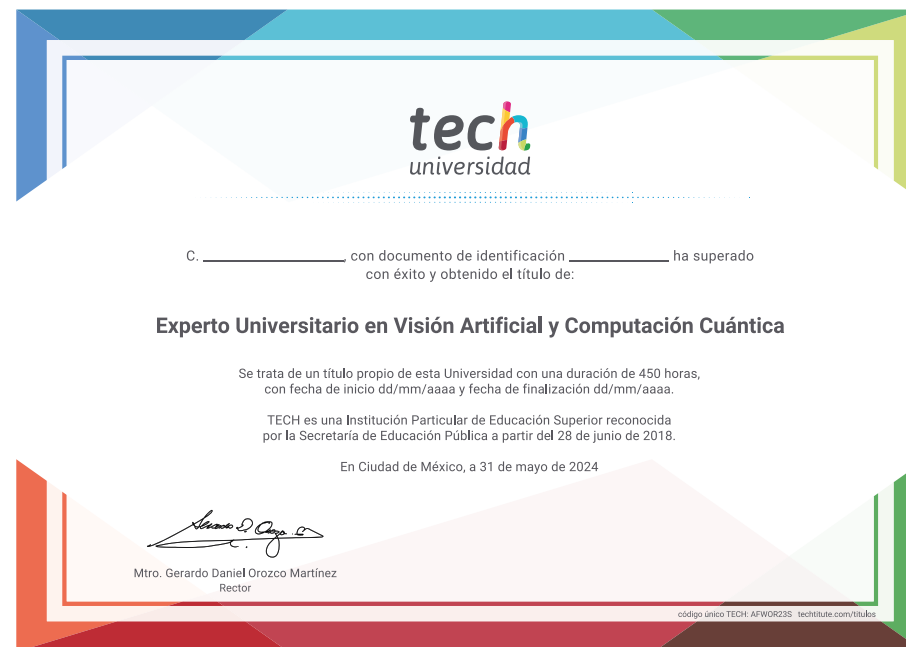 tech
universidad
C. ____________, con documento de identificación ____________ ha superado
con éxito y obtenido el título de:
Experto Universitario en Visión Artificial y Computación Cuántica
Se trata de un título propio de esta Universidad con una duración de 450 horas,
con fecha de inicio dd/mm/aaaa y fecha de finalización dd/mm/aaaa.
TECH es una Institución Particular de Educación Superior reconocida
por la Secretaría de Educación Pública a partir del 28 de junio de 2018.
En Ciudad de México, a 31 de mayo de 2024
Mtro. Gerardo Daniel Orozco Martínez
Rector
código único TECH: AFWOR23S techtitute.com/titulos